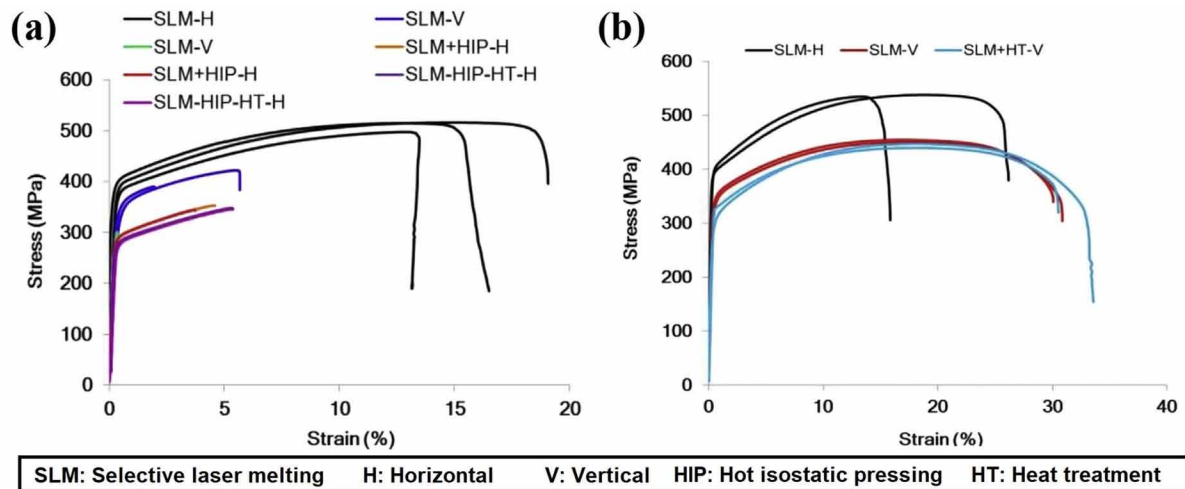 (a)
SLM-H SLM-V
SLM-V SLM+HIP-H
SLM+HIP-H SLM-HIP-HT-H
SLM-HIP-HT-H
600
500
400
300
200
100
0
Stress (MPa)
0 5 10 15 20
Strain (%)
(b)
SLM-H SLM-V SLM+HT-V
600
500
400
300
200
100
0
Stress (MPa)
0 10 20 30 40
Strain (%)
SLM: Selective laser melting H: Horizontal V: Vertical HIP: Hot isostatic pressing HT: Heat treatment